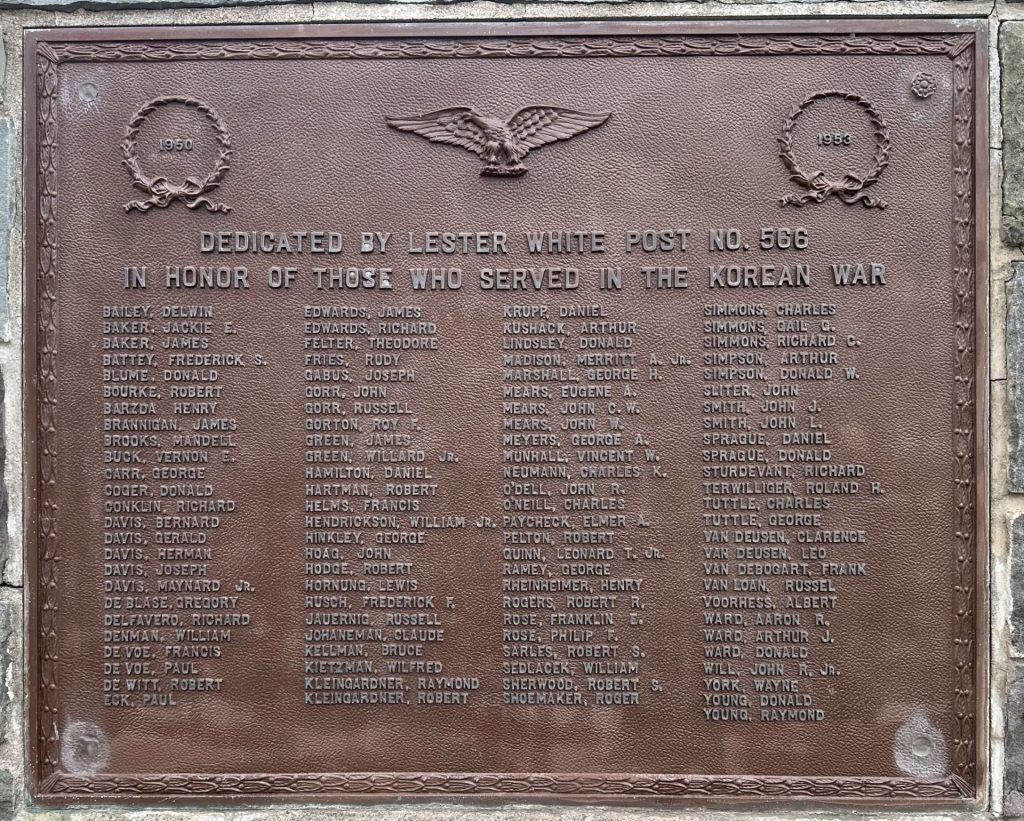 1950
1953
DEDICATED BY LESTER WHITE POST NO. 566
IN HONOR OF THOSE WHO SERVED IN THE KOREAN WAR
BAILEY, DELWIN
BAKER, JACKIE E.
BAKER, JAMES
BATTEY, FREDERICK S.
BLUME, DONALD
BOURKE, ROBERT
BARZDA HENRY
BRANNIGAN, JAMES
BROOKS, MANDELL
BUCK, VERNON E.
CARR, GEORGE
COGER, DONALD
CONKLIN, RICHARD
DAVIS, BERNARD
DAVIS, GERALD
DAVIS, HERMAN
DAVIS, JOSEPH
DAVIS, MAYNARD JR.
DE BLASE, GREGORY
DELFAVERO, RICHARD
DENMAN, WILLIAM
DE VOE, FRANCIS
DE VOE, PAUL
DE WITT, ROBERT
ECK, PAUL
EDWARDS, JAMES
EDWARDS, RICHARD
FELTER, THEODORE
FRIES, RUDY
GABUS, JOSEPH
GORR, JOHN
GORR, RUSSELL
GORTON, ROY F.
GREEN, JAMES
GREEN, WILLARD JR.
HAMILTON, DANIEL
HARTMAN, ROBERT
HELMS, FRANCIS
HENDRICKSON, WILLIAM JR.
HINKLEY, GEORGE
HOAG, JOHN
HODGE, ROBERT
HORNUNG, LEWIS
HUSCH, FREDERICK F.
JAUERNIG, RUSSELL
JOHANEMAN, CLAUDE
KELLMAN, BRUCE
KIETZMAN, WILFRED
KLEINGARDNER, RAYMOND
KLEINGARDNER, ROBERT
KRUPP, DANIEL
KUSHACK, ARTHUR
LINDSLEY, DONALD
MADISON, MERRITT A. JR.
MARSHALL, GEORGE H.
MEARS, EUGENE A.
MEARS, JOHN C. W.
MEARS, JOHN W.
MEYERS, GEORGE A.
MUNHALL, VINCENT W.
NEUMANN, CHARLES K.
O'DELL, JOHN R.
O'NEILL, CHARLES
PAYCHECK, ELMER A.
PELTON, ROBERT
QUINN, LEONARD T. JR.
RAMEY, GEORGE
RHEINHEIMER, HENRY
ROGERS, ROBERT R.
ROSE, FRANKLIN E.
ROSE, PHILIP F.
SARLES, ROBERT S.
SEDLACEK, WILLIAM
SHERWOOD, ROBERT S.
SHOEMAKER, ROGER
SIMMONS, CHARLES
SIMMONS, GAIL G.
SIMMONS, RICHARD C.
SIMPSON, ARTHUR
SIMPSON, DONALD W.
SLITER, JOHN
SMITH, JOHN J.
SMITH, JOHN L.
SPRAGUE, DANIEL
SPRAGUE, DONALD
STURDEVANT, RICHARD
TERWILLIGER, ROLAND H.
TUTTLE, CHARLES
TUTTLE, GEORGE
VAN DEUSEN, CLARENCE
VAN DEUSEN, LEO
VAN DEBOGART, FRANK
VAN LOAN, RUSSEL
VOORHESS, ALBERT
WARD, AARON R.
WARD, ARTHUR J.
WARD, DONALD
WILL, JOHN R. JR.
YORK, WAYNE
YOUNG, DONALD
YOUNG, RAYMOND